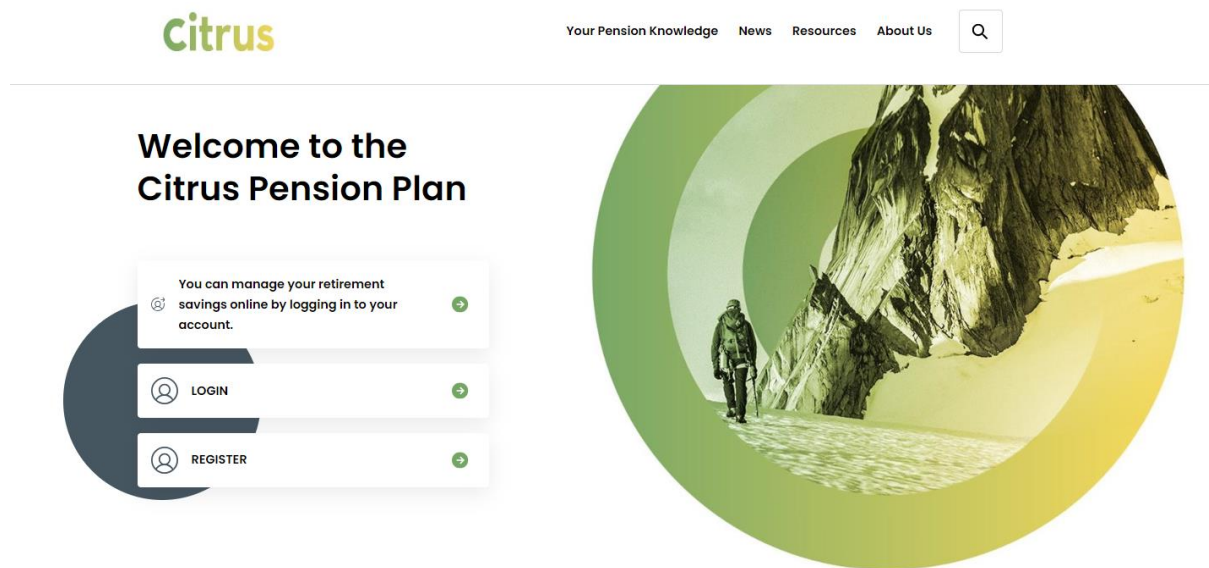 Citrus
Your Pension Knowledge News Resources About Us
Welcome to the
Citrus Pension Plan
You can manage your retirement
savings online by logging in to your
account.
LOGIN
REGISTER